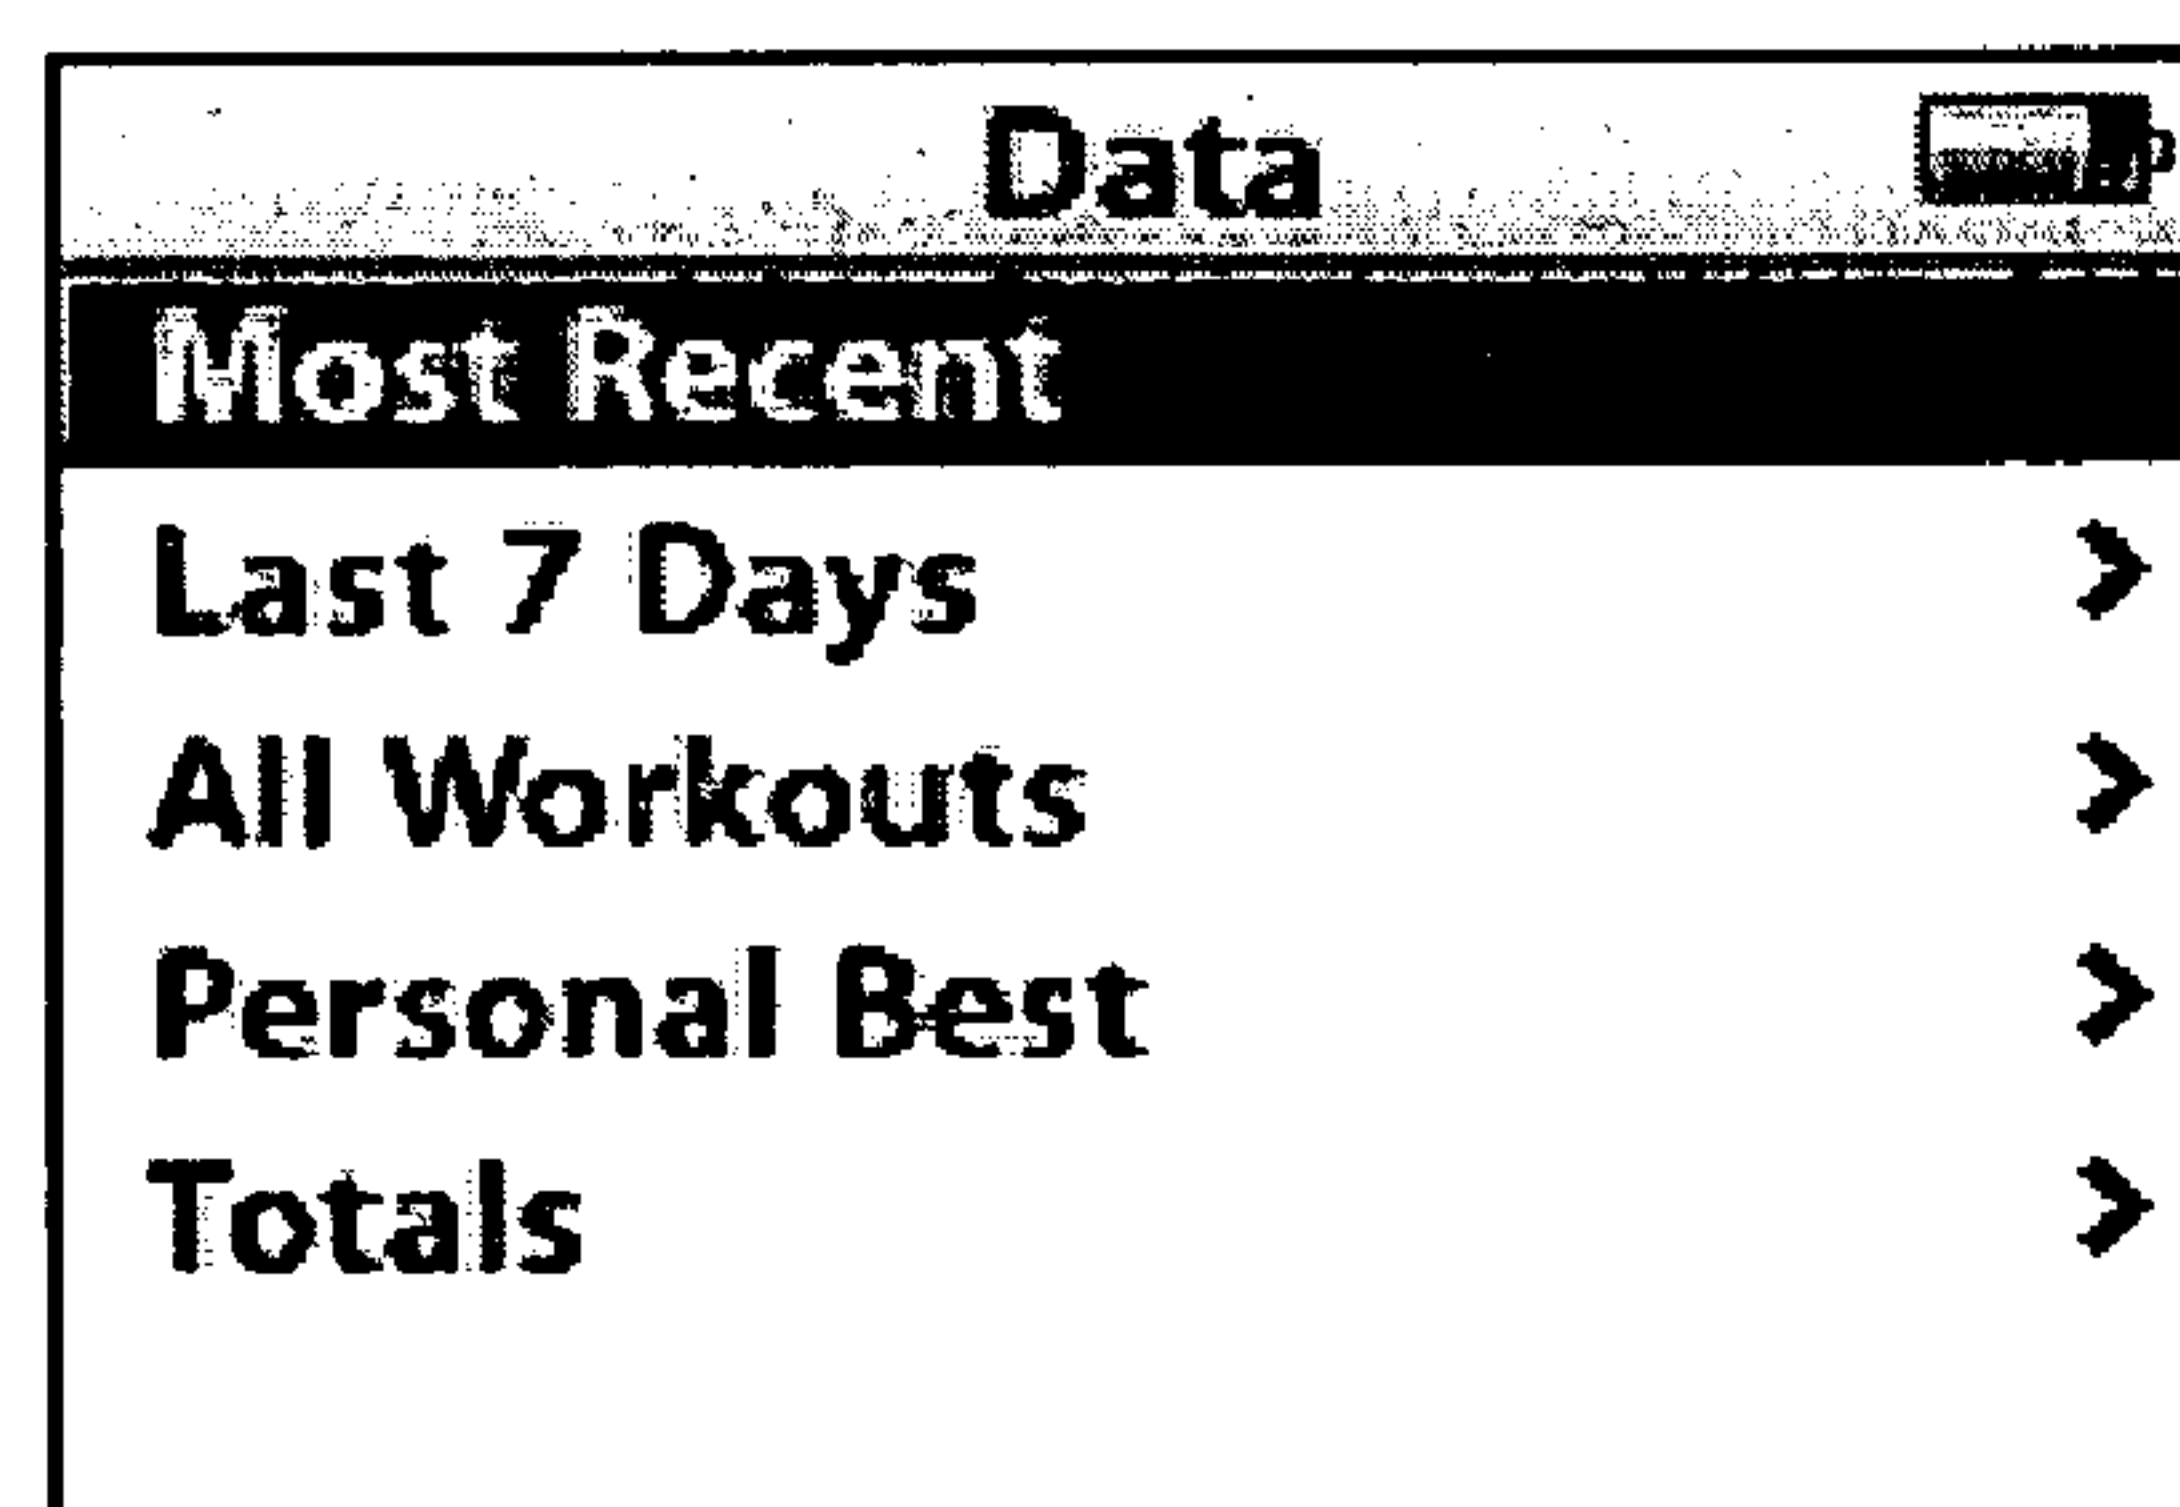 Data
Most Recent
Last 7 Days
All Workouts
Personal Best
Totals